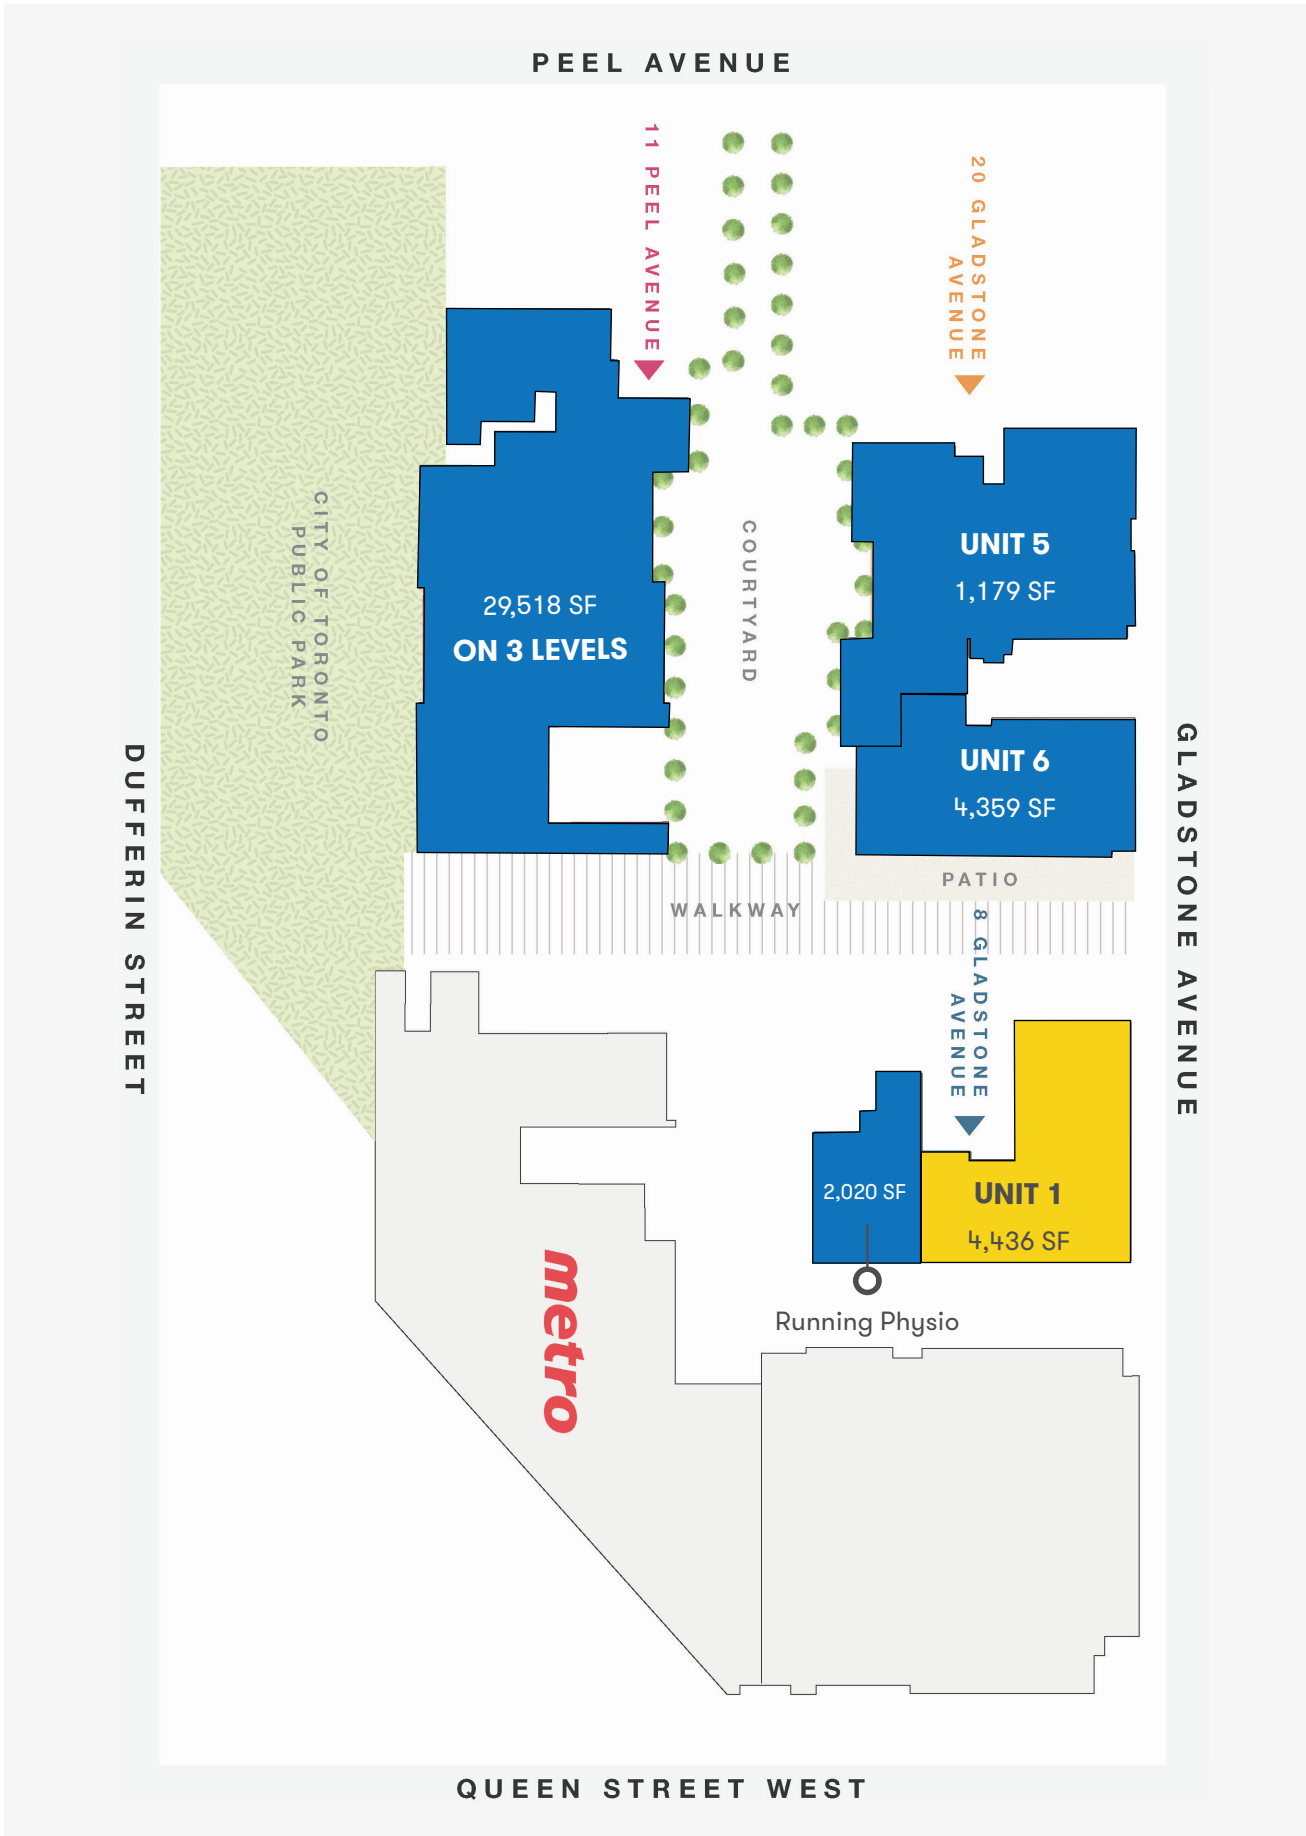 PEEL AVENUE
11 PEEL AVENUE
20 GLADSTONE
AVENUE
CITY OF TORONTO
PUBLIC PARK
COURTYARD
UNIT 5
1,179 SF
29,518 SF
ON 3 LEVELS
UNIT 6
4,359 SF
DUFFERIN STREET
GLADSTONE AVENUE
PATIO
WALKWAY
8 GLADSTONE
AVENUE
2,020 SF
UNIT 1
4,436 SF
Running Physio
metro
QUEEN STREET WEST